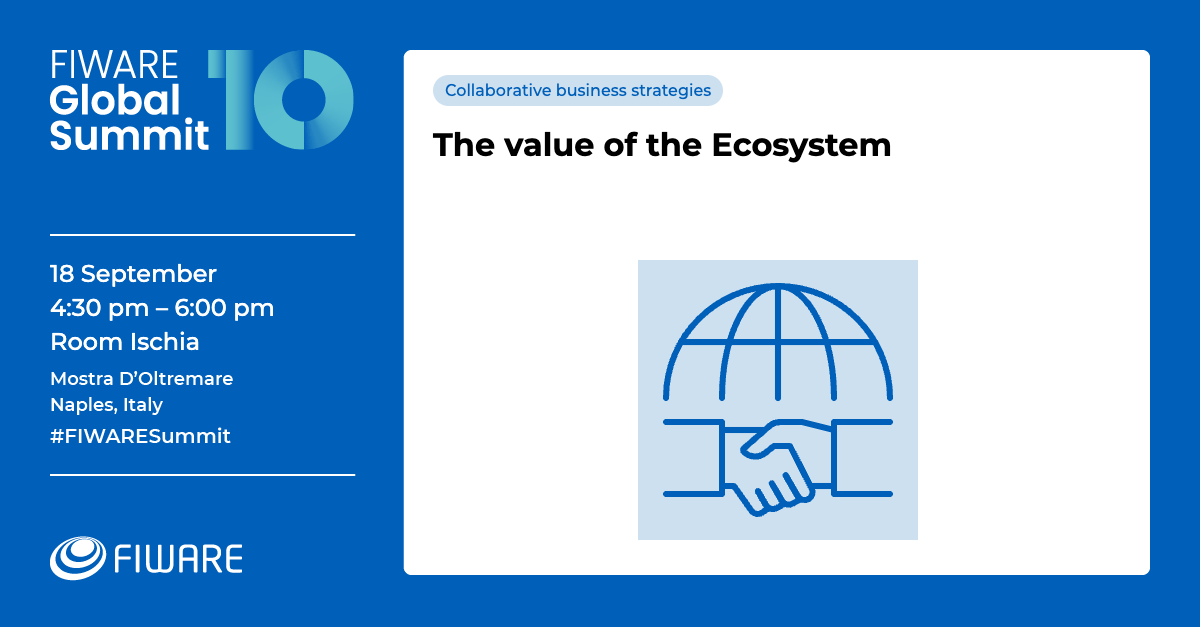 FIWARE
Global
Summit
10
18 September
4:30 pm – 6:00 pm
Room Ischia
Mostra D’Oltremare
Naples, Italy
#FIWARESummit
FIWARE
Collaborative business strategies
The value of the Ecosystem